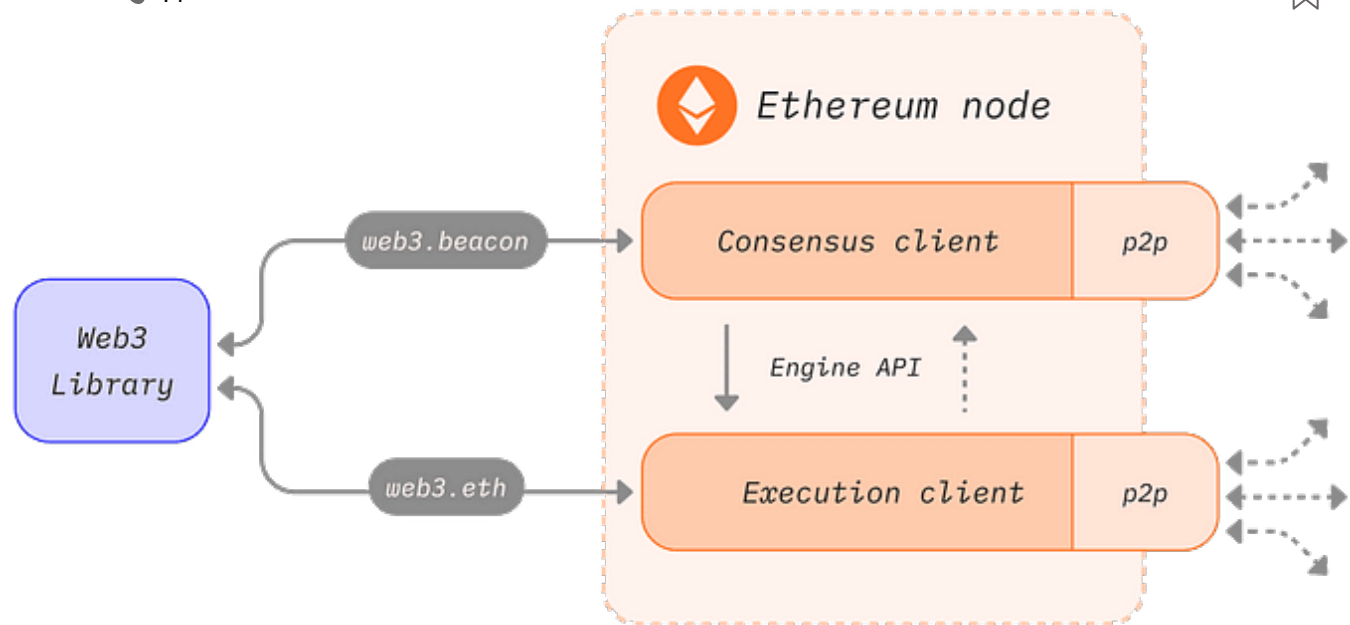 Ethereum node
web3.beacon
Consensus client
p2p
Web3
Library
Engine API
web3.eth
Execution client
p2p